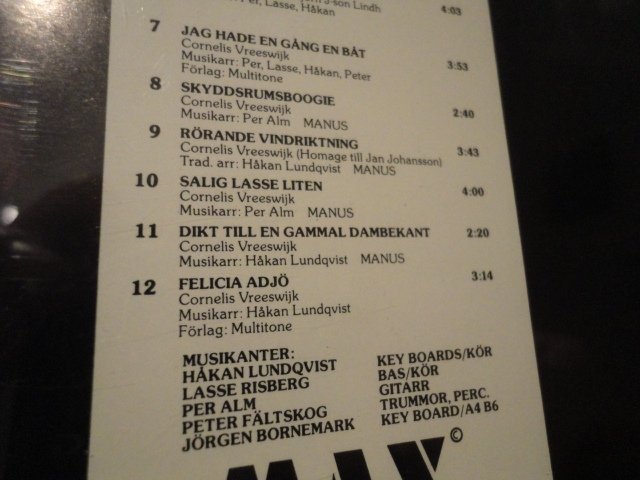 Per, Lasse, Håkan 4:03
7 JAG HADE EN GÅNG EN BÅT
Cornelis Vreeswijk
Musikarr: Per, Lasse, Håkan, Peter 3:53
Förlag: Multitone
8 SKYDDSRUMSBOOGIE
Cornelis Vreeswijk
Musikarr: Per Alm MANUS 2:40
9 RÖRANDE VINDRIKTNING
Cornelis Vreeswijk (Homage till Jan Johansson) 3:43
Trad. arr: Håkan Lundqvist MANUS
10 SALIG LASSE LITEN
Cornelis Vreeswijk 4:00
Musikarr: Per Alm MANUS
11 DIKT TILL EN GAMMAL DAMBEKANT 2:20
Cornelis Vreeswijk
Musikarr: Håkan Lundqvist MANUS
12 FELICIA ADJÖ 3:14
Cornelis Vreeswijk
Musikarr: Håkan Lundqvist
Förlag: Multitone
MUSIKANTER:
HÅKAN LUNDQVIST KEY BOARDS/KÖR
LASSE RISBERG BAS/KÖR
PER ALM GITARR
PETER FÄLTSKOG TRUMMOR, PERC.
JÖRGEN BORNEMARK KEY BOARD/A4 B6
©